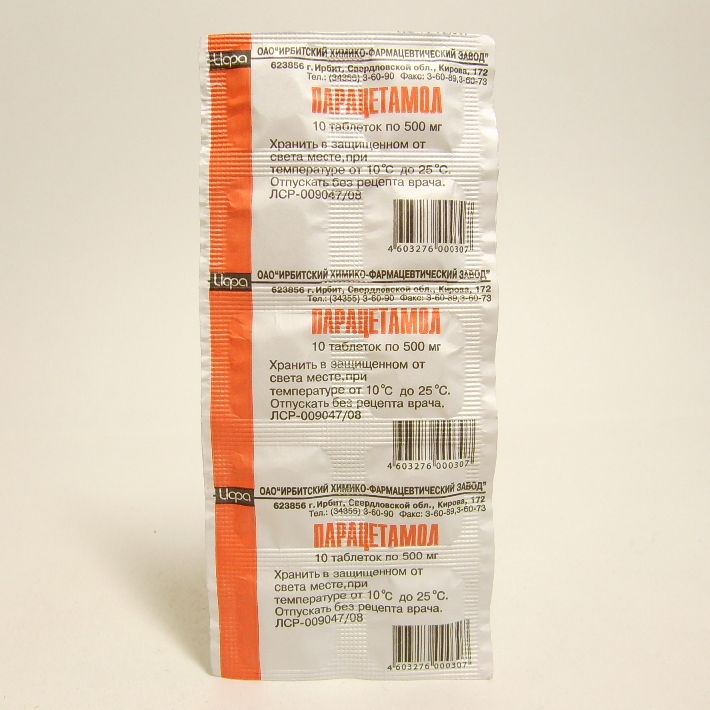 Ирфа
ОАО"ИРБИТСКИЙ ХИМИКО-ФАРМАЦЕВТИЧЕСКИЙ ЗАВОД"
623856 г.Ирбит, Свердловской обл., Кирова, 172
Тел.: (34355) 3-60-90 Факс: 3-60-89,3-60-73
ПАРАЦЕТАМОЛ
10 таблеток по 500 мг
Хранить в защищенном от
света месте,при
температуре от 10°С до 25°С.
Отпускать без рецепта врача.
ЛСР-009047/08
4 603276 000307
Ирфа
ОАО"ИРБИТСКИЙ ХИМИКО-ФАРМАЦЕВТИЧЕСКИЙ ЗАВОД"
623856 г.Ирбит, Свердловской обл., Кирова, 172
Тел.: (34355) 3-60-90 Факс: 3-60-89,3-60-73
ПАРАЦЕТАМОЛ
10 таблеток по 500 мг
Хранить в защищенном от
света месте,при
температуре от 10°С до 25°С.
Отпускать без рецепта врача.
ЛСР-009047/08
4 603276 000307
Ирфа
ОАО"ИРБИТСКИЙ ХИМИКО-ФАРМАЦЕВТИЧЕСКИЙ ЗАВОД"
623856 г.Ирбит, Свердловской обл., Кирова, 172
Тел.: (34355) 3-60-90 Факс: 3-60-89,3-60-73
ПАРАЦЕТАМОЛ
10 таблеток по 500 мг
Хранить в защищенном от
света месте,при
температуре от 10°С до 25°С.
Отпускать без рецепта врача.
ЛСР-009047/08
4 603276 000307